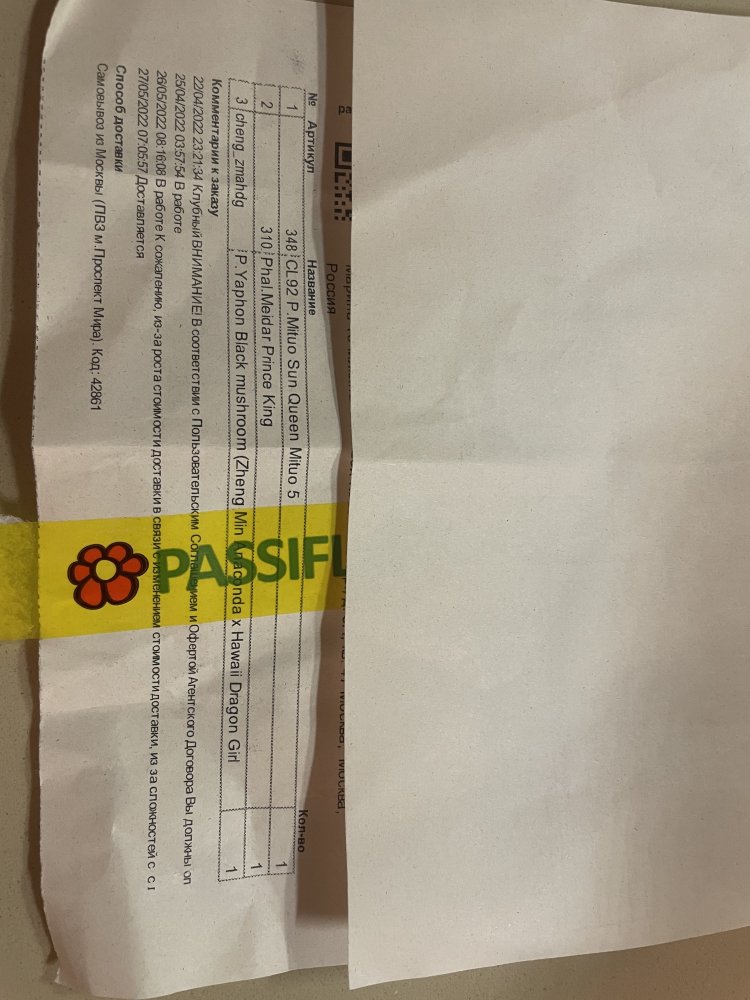 Россия
№ Артикул Название Кол-во
1 348 CL92 P.Mituo Sun Queen Mituo 5 1
2 310 Phal.Meidar Prince King 1
3 cheng_zmahdg P.Yaphon Black mushroom (Zheng Min Anaconda x Hawaii Dragon Girl 1
Комментарии к заказу
22/04/2022 23:21:34 Клубный ВНИМАНИЕ! В соответствии с Пользовательским Соглашением и Офертой Агентского Договора Вы должны оп
25/04/2022 03:57:54 В работе
26/05/2022 08:16:08 В работе К сожалению, из-за роста стоимости доставки в связи с изменением стоимости доставки, из за сложностей с
27/05/2022 07:05:57 Доставляется
Способ доставки
Самовывоз из Москвы (ПВЗ м.Проспект Мира). Код: 42861
PASSIFL